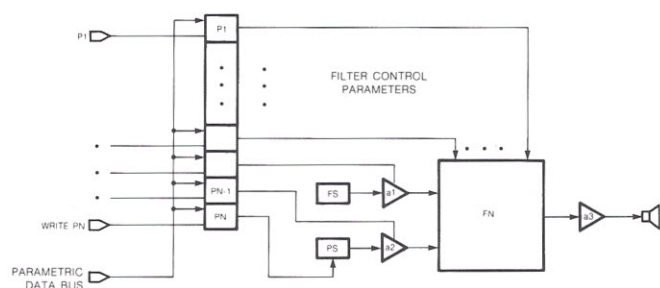 P1
P1
FILTER CONTROL
PARAMETERS
PN-1
FS
a1
FN
WRITE PN
PN
PS
a2
a3
PARAMETRIC
DATA BUS